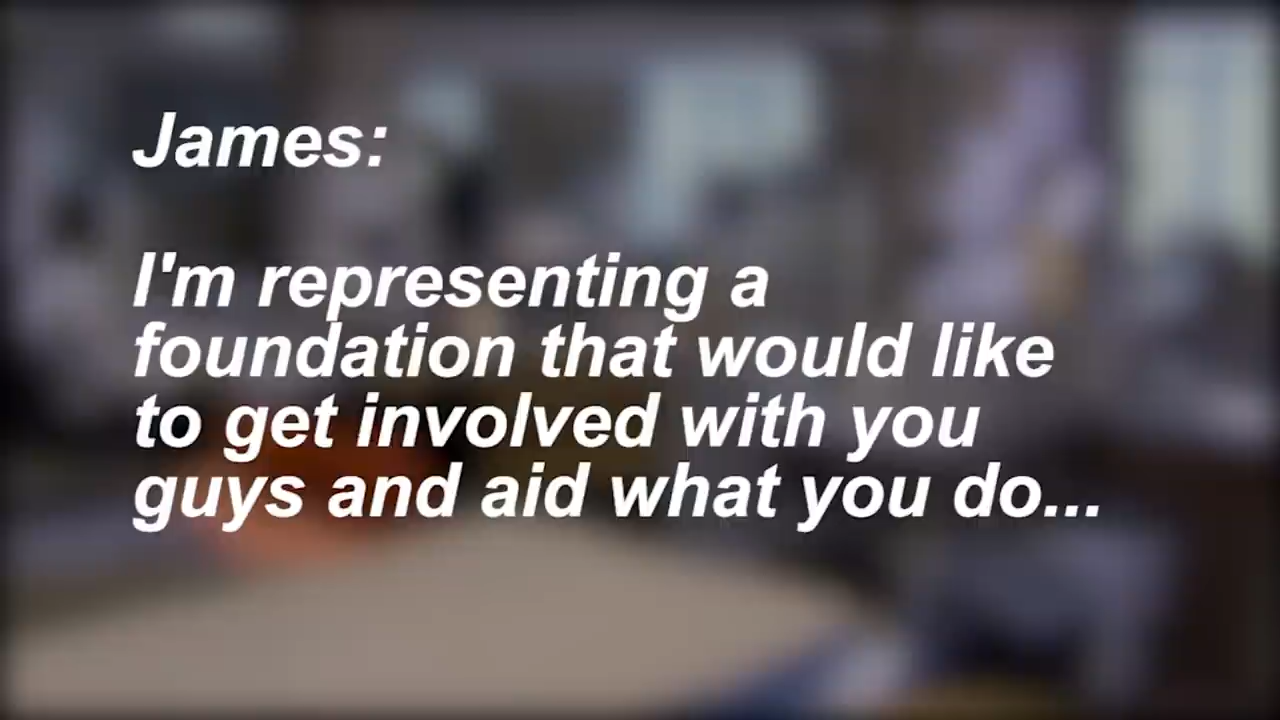 James:
I'm representing a
foundation that would like
to get involved with you
guys and aid what you do...